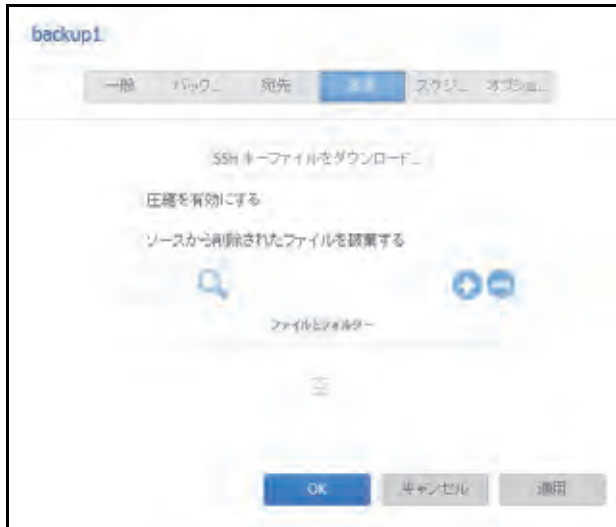 backup1
一般 バック... 宛先 スケジ... オプショ...
SSH キーファイルをダウンロード...
圧縮を有効にする
ソースから削除されたファイルを破棄する
ファイルとフォルダー
空
OK キャンセル 適用